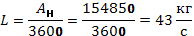 L = Aн/3600 = 154850/3600 = 43 кг/с